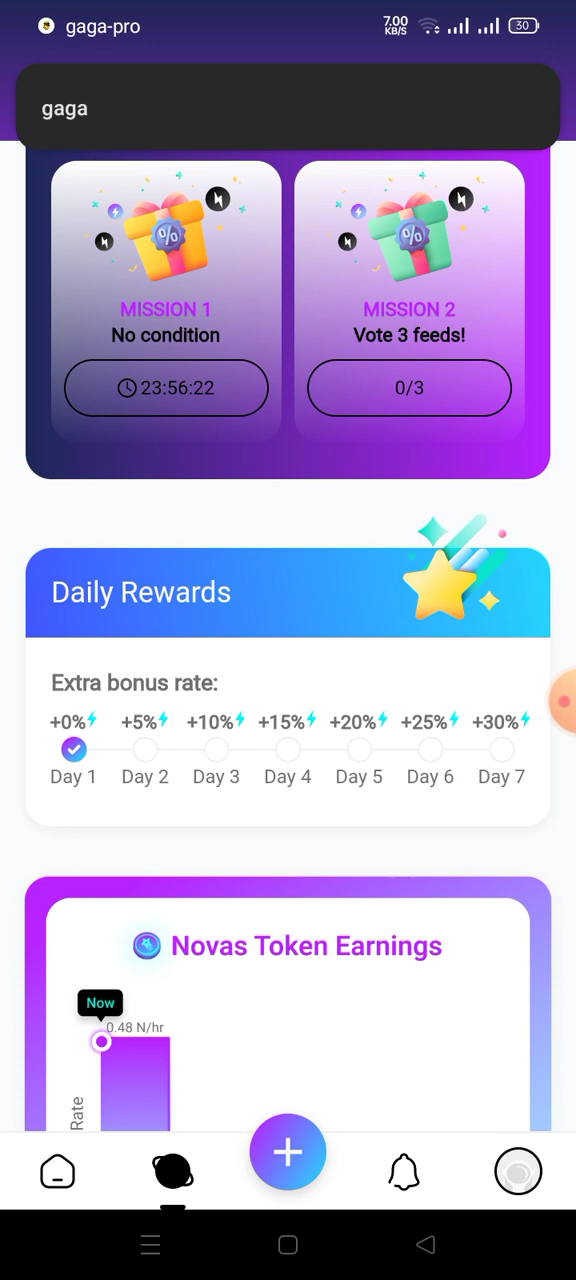 gaga-pro
7.00
KB/S
30
gaga
MISSION 1
No condition
23:56:22
MISSION 2
Vote 3 feeds!
0/3
%
%
Daily Rewards
Extra bonus rate:
+0% +5% +10% +15% +20% +25% +30%
Day 1 Day 2 Day 3 Day 4 Day 5 Day 6 Day 7
Novas Token Earnings
Now
0.48 N/hr
Rate